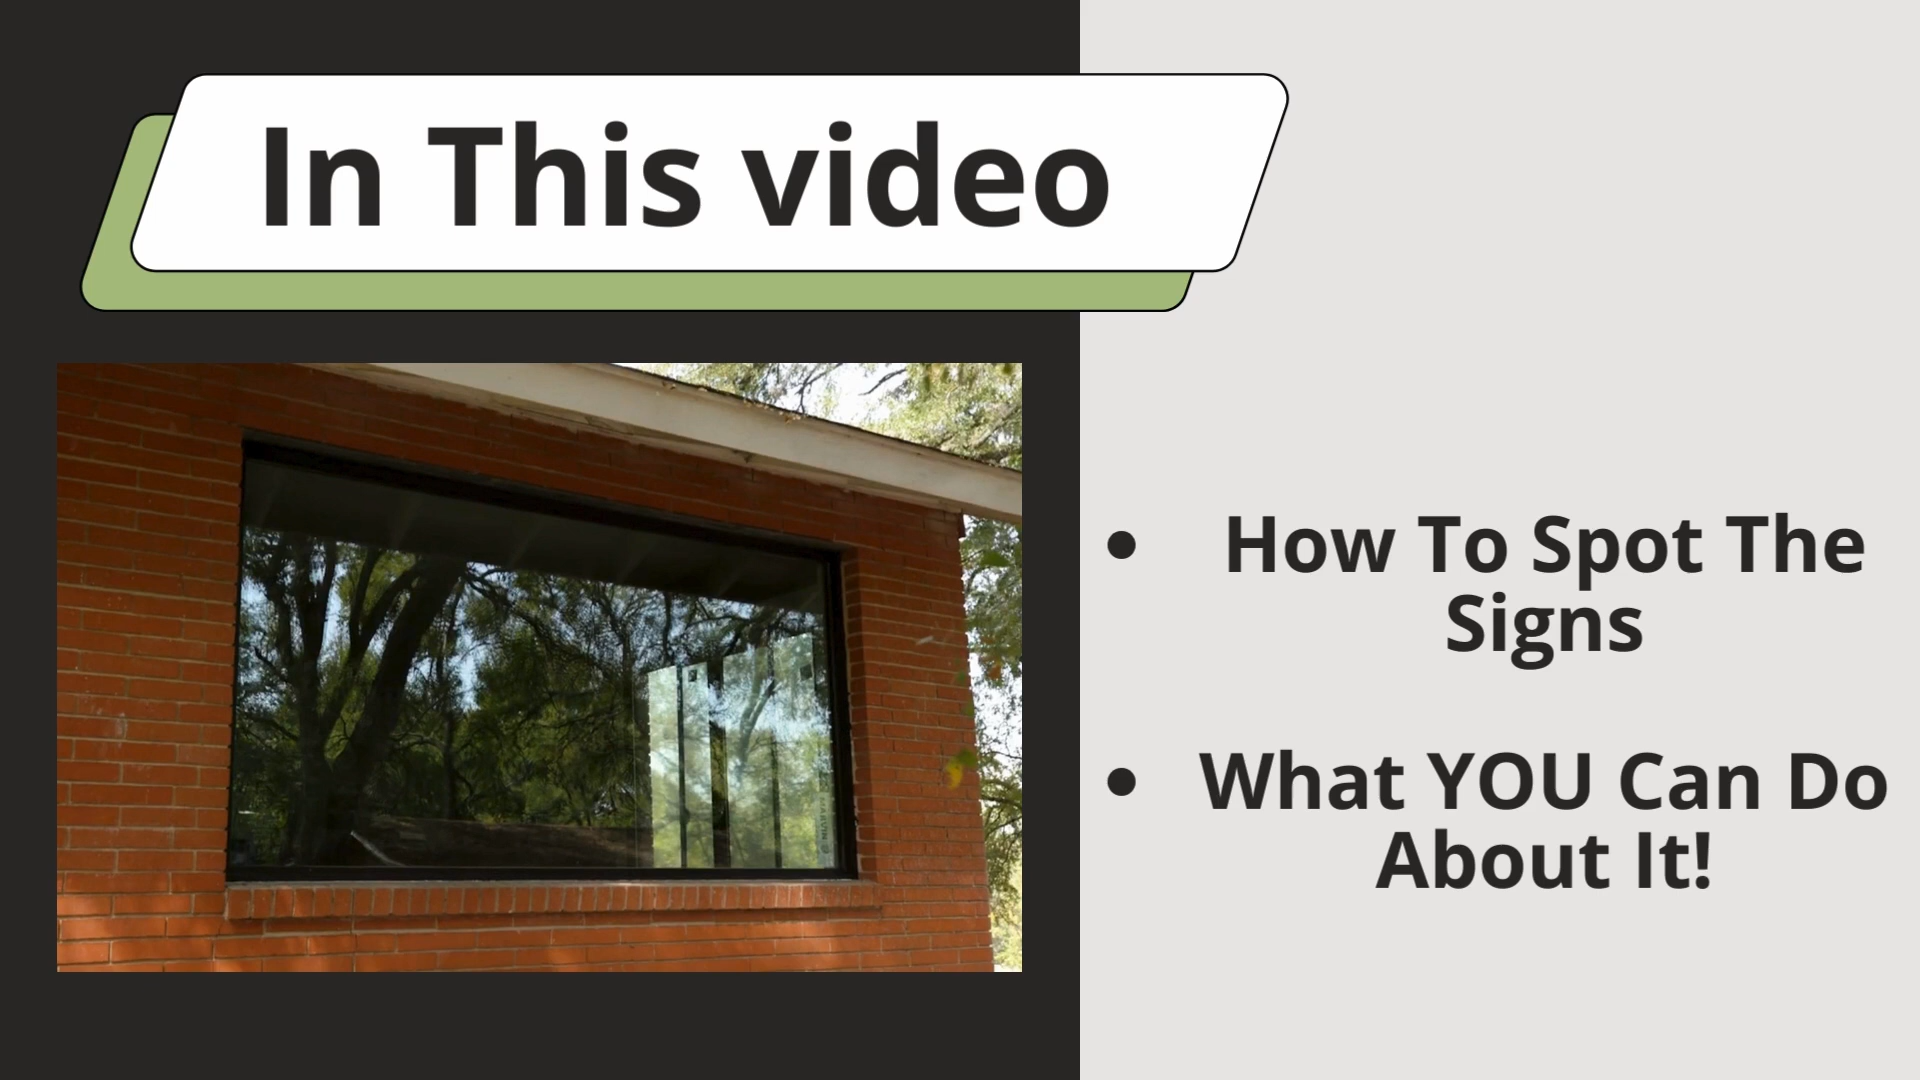 In This video
• How To Spot The
Signs
• What YOU Can Do
About It!